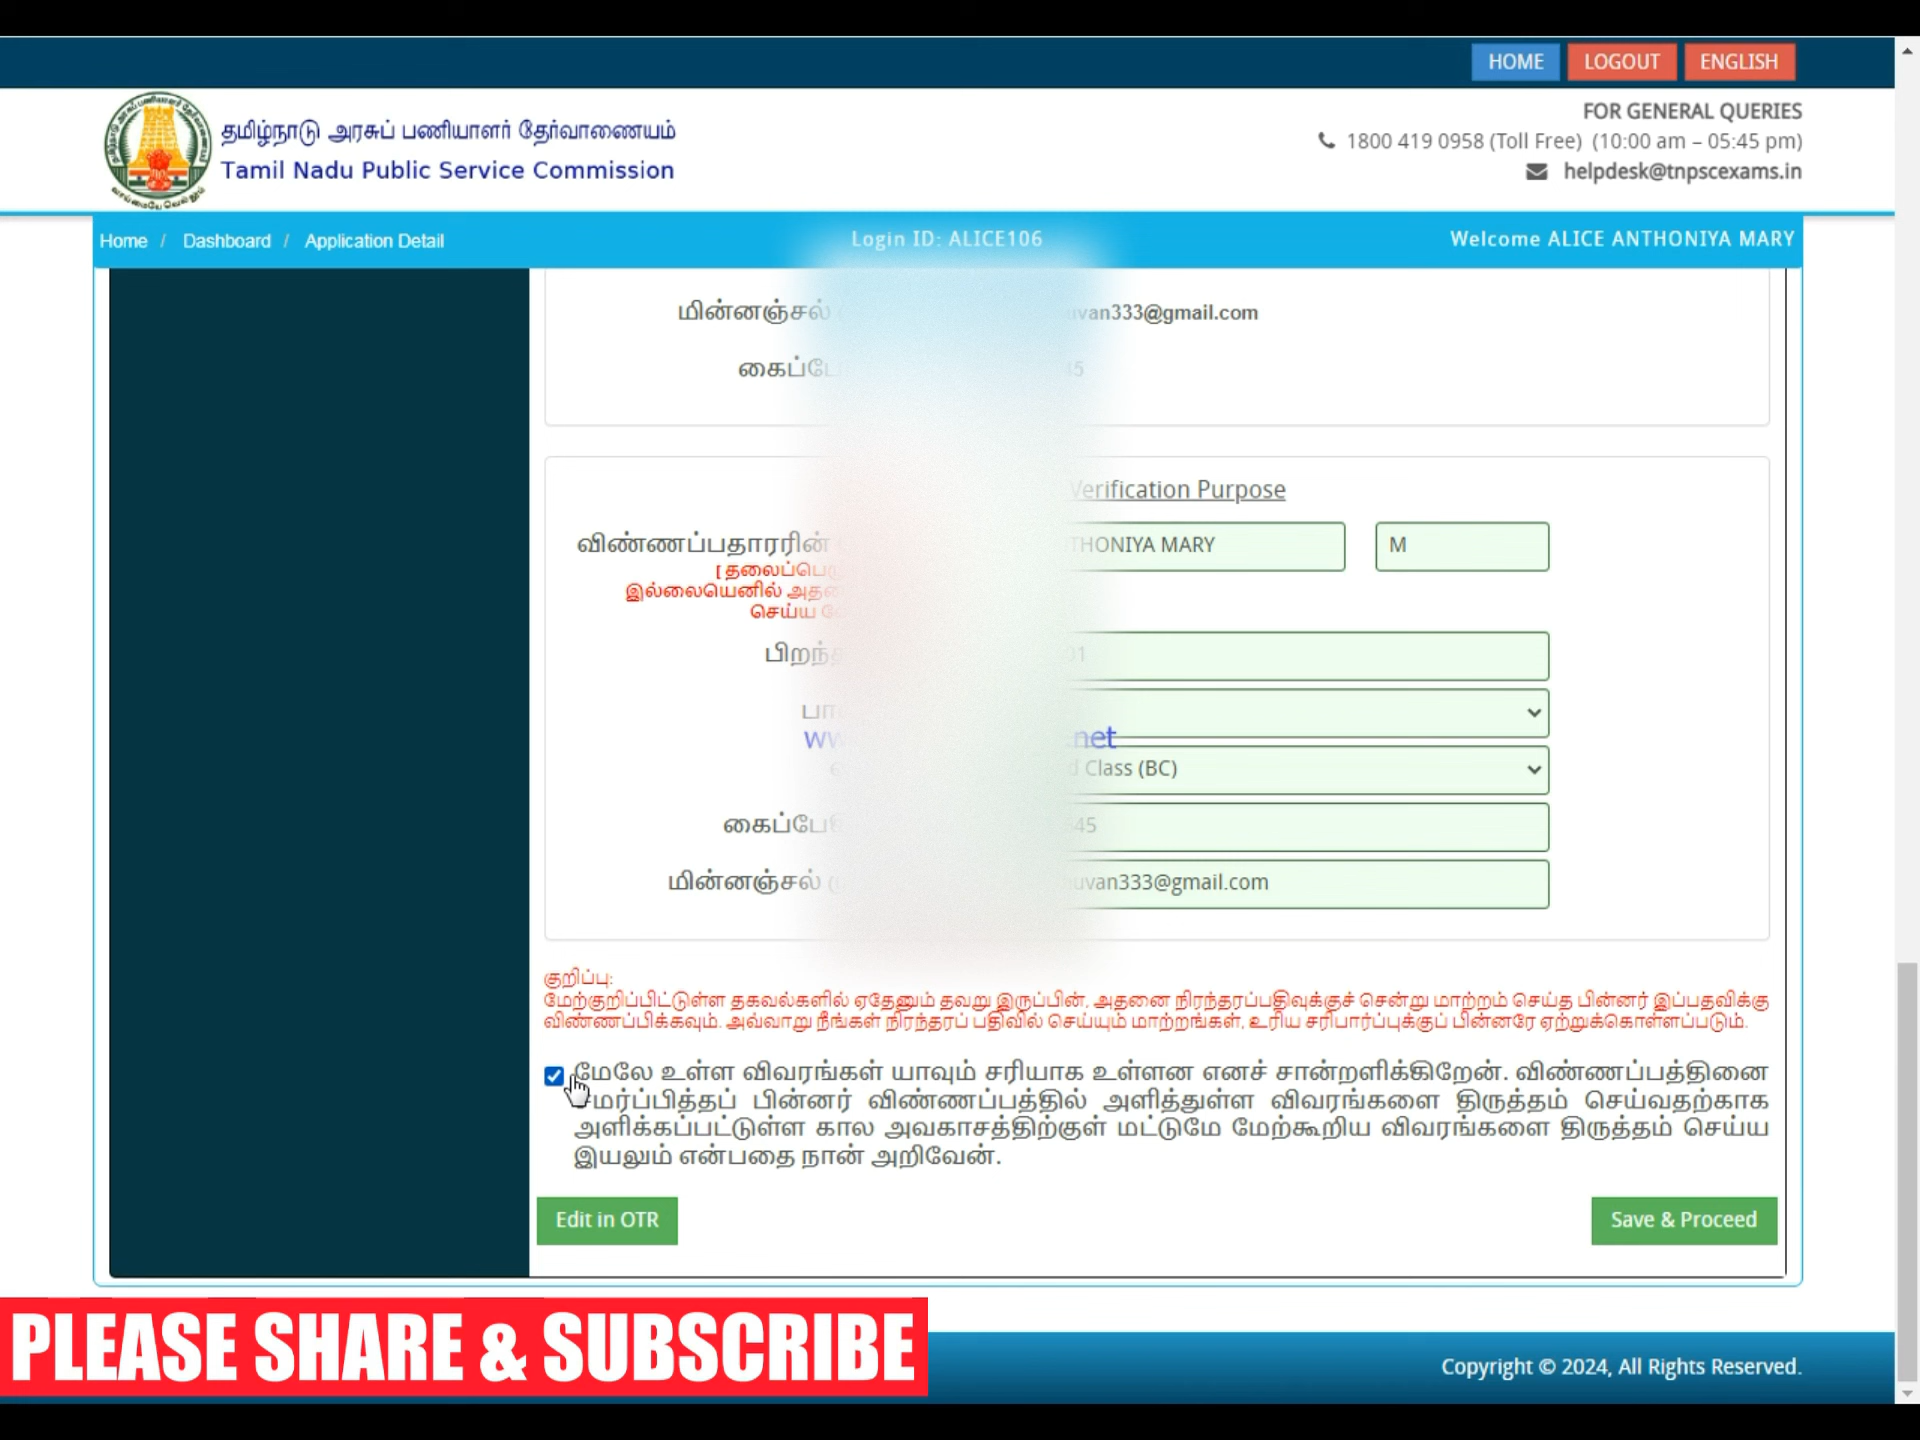 HOME LOGOUT ENGLISH
தமிழ்நாடு அரசுப் பணியாளர் தேர்வாணையம்
Tamil Nadu Public Service Commission
FOR GENERAL QUERIES
1800 419 0958 (Toll Free) (10:00 am – 05:45 pm)
helpdesk@tnpscexams.in
Home / Dashboard / Application Detail
Login ID: ALICE106
Welcome ALICE ANTHONIYA MARY
மின்னஞ்சல் van333@gmail.com
45
Verification Purpose
விண்ணப்பதாரரின் THONIYA MARY M
இல்லையெனில்
செய்ய
01
.net
Class (BC)
45
மின்னஞ்சல் uvan333@gmail.com
குறிப்பு:
மேற்குறிப்பிட்டுள்ள தகவல்களில் ஏதேனும் தவறு இருப்பின், அதனை நிரந்தரப்பதிவுக்குச் சென்று மாற்றம் செய்த பின்னர் இப்பதவிக்கு
விண்ணப்பிக்கவும். அவ்வாறு நீங்கள் நிரந்தரப் பதிவில் செய்யும் மாற்றங்கள், உரிய சரிபார்ப்புக்குப் பின்னரே ஏற்றுக்கொள்ளப்படும்.
மேலே உள்ள விவரங்கள் யாவும் சரியாக உள்ளன எனச் சான்றளிக்கிறேன். விண்ணப்பத்தினை
சமர்ப்பித்தப் பின்னர் விண்ணப்பத்தில் அளித்துள்ள விவரங்களை திருத்தம் செய்வதற்காக
அளிக்கப்பட்டுள்ள கால அவகாசத்திற்குள் மட்டுமே மேற்கூறிய விவரங்களை திருத்தம் செய்ய
இயலும் என்பதை நான் அறிவேன்.
Edit in OTR Save & Proceed
PLEASE SHARE & SUBSCRIBE
Copyright © 2024, All Rights Reserved.